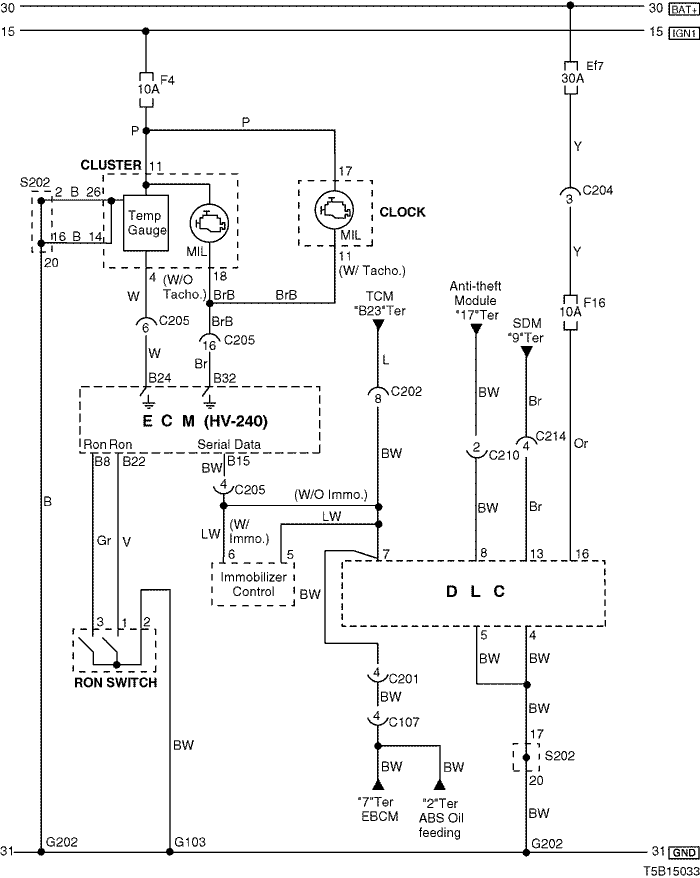 30
30 BAT+
15
15 IGN1
F4
10A
Ef7
30A
P
P
Y
CLUSTER
11
17
S202
2 B 26
16 B 14
20
Temp
Gauge
MIL
MIL
CLOCK
C204
3
Y
4
(W/O
Tacho.)
18
11
(W/ Tacho.)
W
BrB
BrB
BrB
6
C205
16
C205
W
Br
B24
B32
TCM
"B23"Ter
Anti-theft
Module
"17"Ter
SDM
"9"Ter
F16
10A
L
C202
8
BW
BW
Br
2
C210
4
C214
Or
BW
Br
E C M (HV-240)
Ron Ron
Serial Data
B8
B22
B15
BW
4
C205
(W/O Immo.)
LW
(W/
Immo.)
LW
6
5
Immobilizer
Control
B
Gr
V
7
8
13
16
D L C
BW
5
4
BW
BW
3
1
2
RON SWITCH
4
C201
BW
4
C107
BW
BW
BW
BW
17
S202
20
BW
"7"Ter
EBCM
"2"Ter
ABS Oil
feeding
31
G202
G103
G202
31 GND
T5B15033